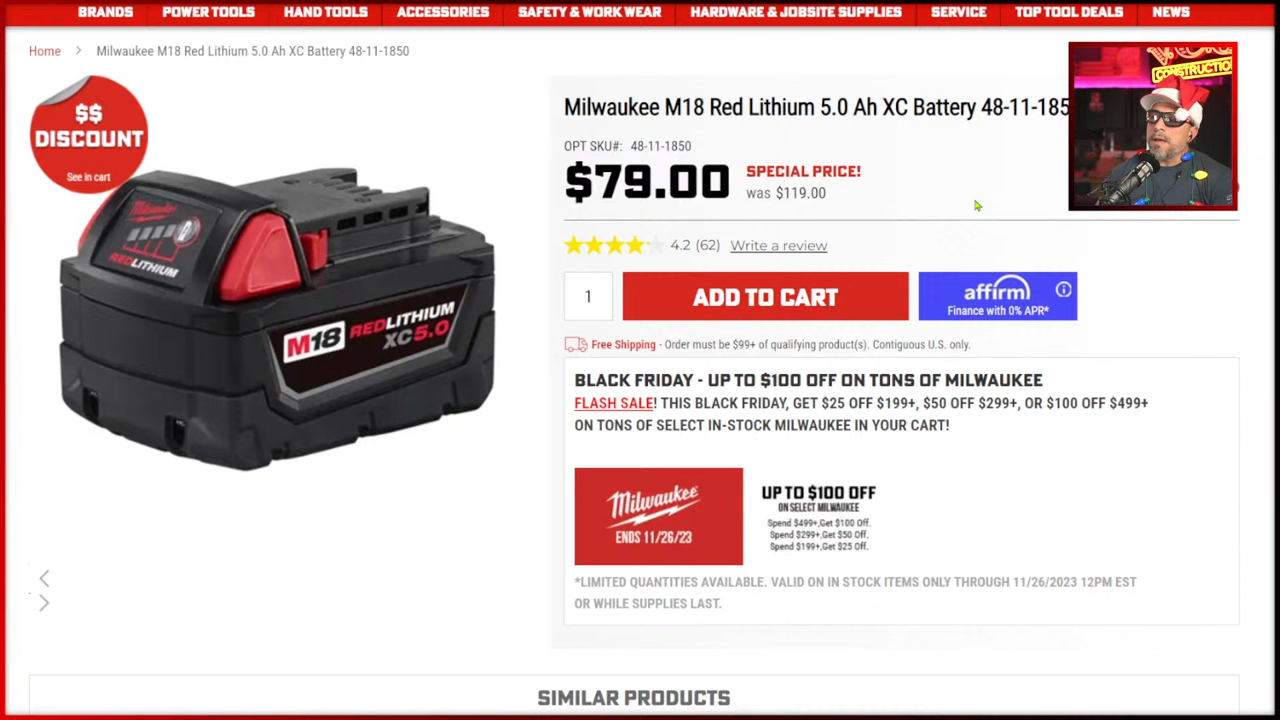 BRANDS POWER TOOLS HAND TOOLS ACCESSORIES SAFETY & WORK WEAR HARDWARE & JOBSITE SUPPLIES SERVICE TOP TOOL DEALS NEWS
Home > Milwaukee M18 Red Lithium 5.0 Ah XC Battery 48-11-1850
$$
DISCOUNT
See in cart
Milwaukee
REDLITHIUM
M18 REDLITHIUM
XC5.0
Milwaukee M18 Red Lithium 5.0 Ah XC Battery 48-11-185
CONSTRUCTIO
OPT SKU#: 48-11-1850
$79.00 SPECIAL PRICE!
was $119.00
4.2 (62) Write a review
1 ADD TO CART
affirm
Finance with 0% APR*
Free Shipping - Order must be $99+ of qualifying product(s). Contiguous U.S. only.
BLACK FRIDAY - UP TO $100 OFF ON TONS OF MILWAUKEE
FLASH SALE! THIS BLACK FRIDAY, GET $25 OFF $199+, $50 OFF $299+, OR $100 OFF $499+
ON TONS OF SELECT IN-STOCK MILWAUKEE IN YOUR CART!
Milwaukee
ENDS 11/26/23
UP TO $100 OFF
ON SELECT MILWAUKEE
Spend $499+,Get $100 Off.
Spend $299+,Get $50 Off.
Spend $199+,Get $25 Off.
*LIMITED QUANTITIES AVAILABLE. VALID ON IN STOCK ITEMS ONLY THROUGH 11/26/2023 12PM EST
OR WHILE SUPPLIES LAST.
SIMILAR PRODUCTS